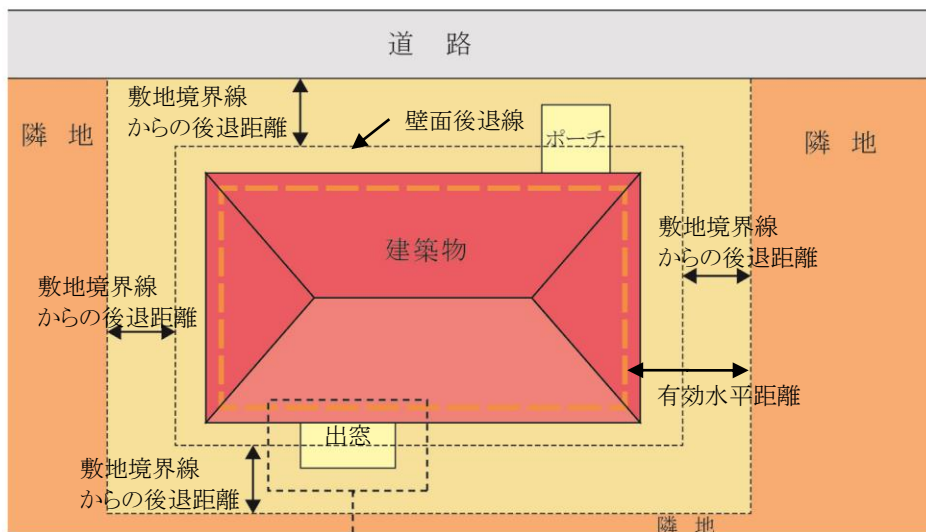 道 路
敷地境界線
からの後退距離
壁面後退線
ポーチ
隣 地
隣 地
建築物
敷地境界線
からの後退距離
敷地境界線
からの後退距離
有効水平距離
出窓
敷地境界線
からの後退距離
隣 地